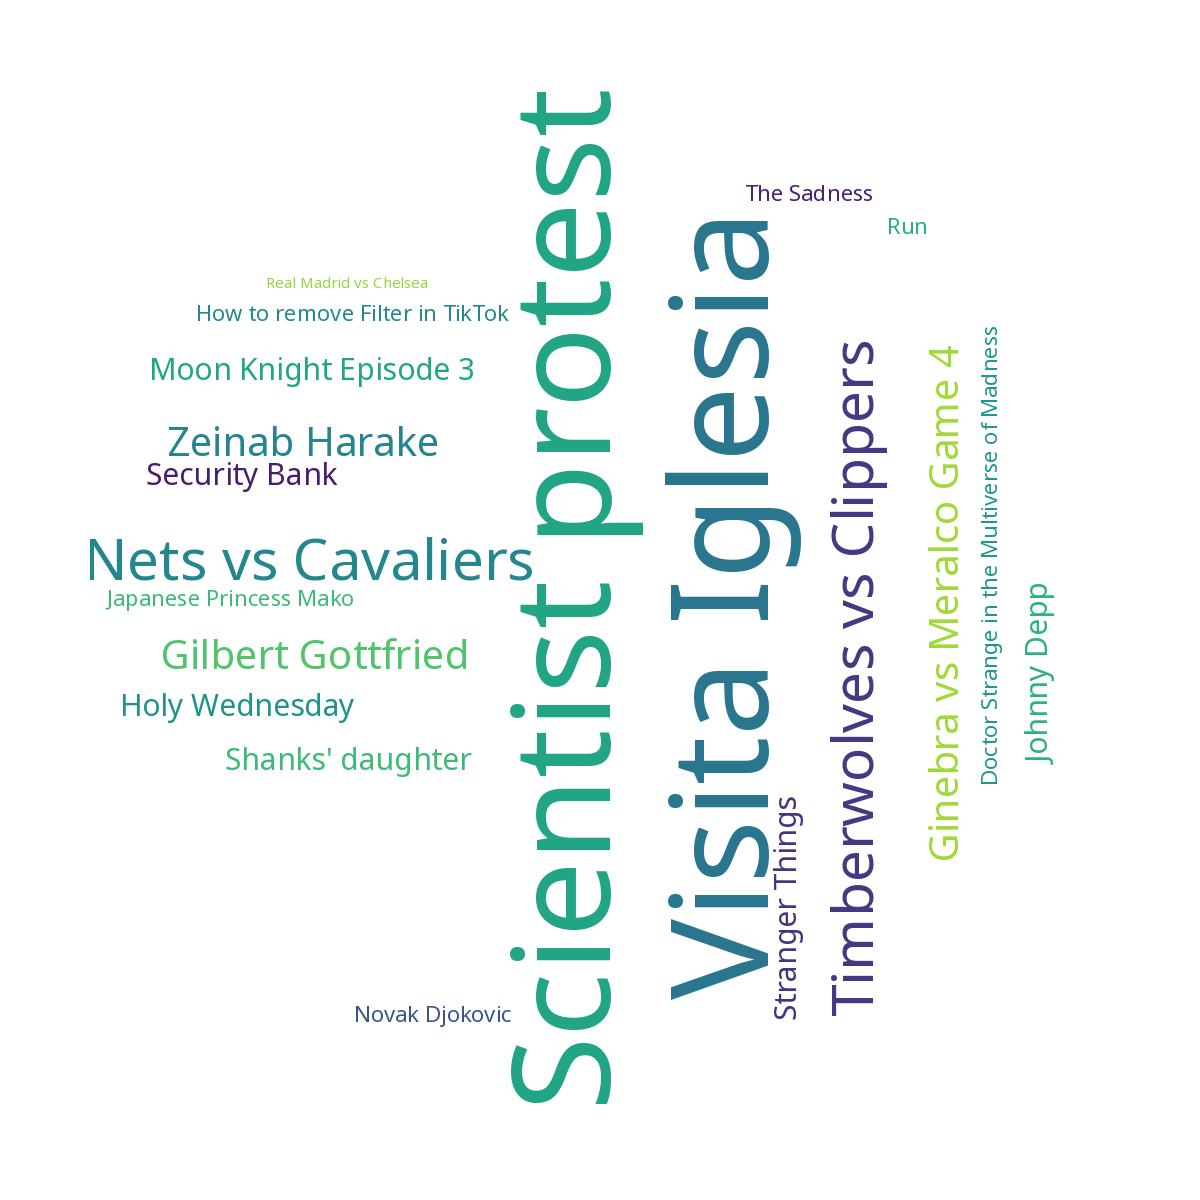 Scientist protest
Visita Iglesia
The Sadness
Run
Real Madrid vs Chelsea
How to remove Filter in TikTok
Moon Knight Episode 3
Zeinab Harake
Security Bank
Nets vs Cavaliers
Japanese Princess Mako
Gilbert Gottfried
Holy Wednesday
Shanks' daughter
Novak Djokovic
Stranger Things
Timberwolves vs Clippers
Ginebra vs Meralco Game 4
Doctor Strange in the Multiverse of Madness
Johnny Depp